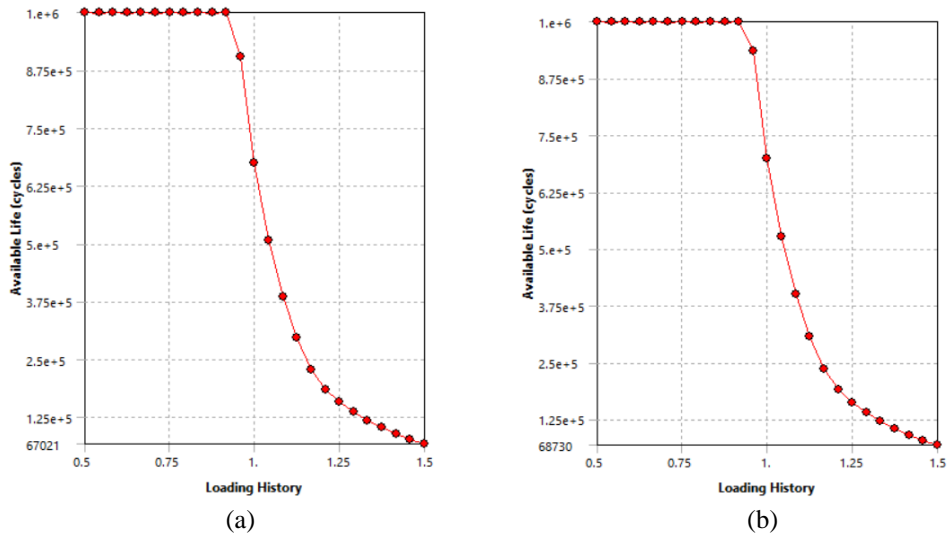 1.e+6
8.75e+5
7.5e+5
6.25e+5
5.e+5
3.75e+5
2.5e+5
1.25e+5
67021
Available Life (cycles)
0.5 0.75 1. 1.25 1.5
Loading History
(a)
1.e+6
8.75e+5
7.5e+5
6.25e+5
5.e+5
3.75e+5
2.5e+5
1.25e+5
68730
Available Life (cycles)
0.5 0.75 1. 1.25 1.5
Loading History
(b)